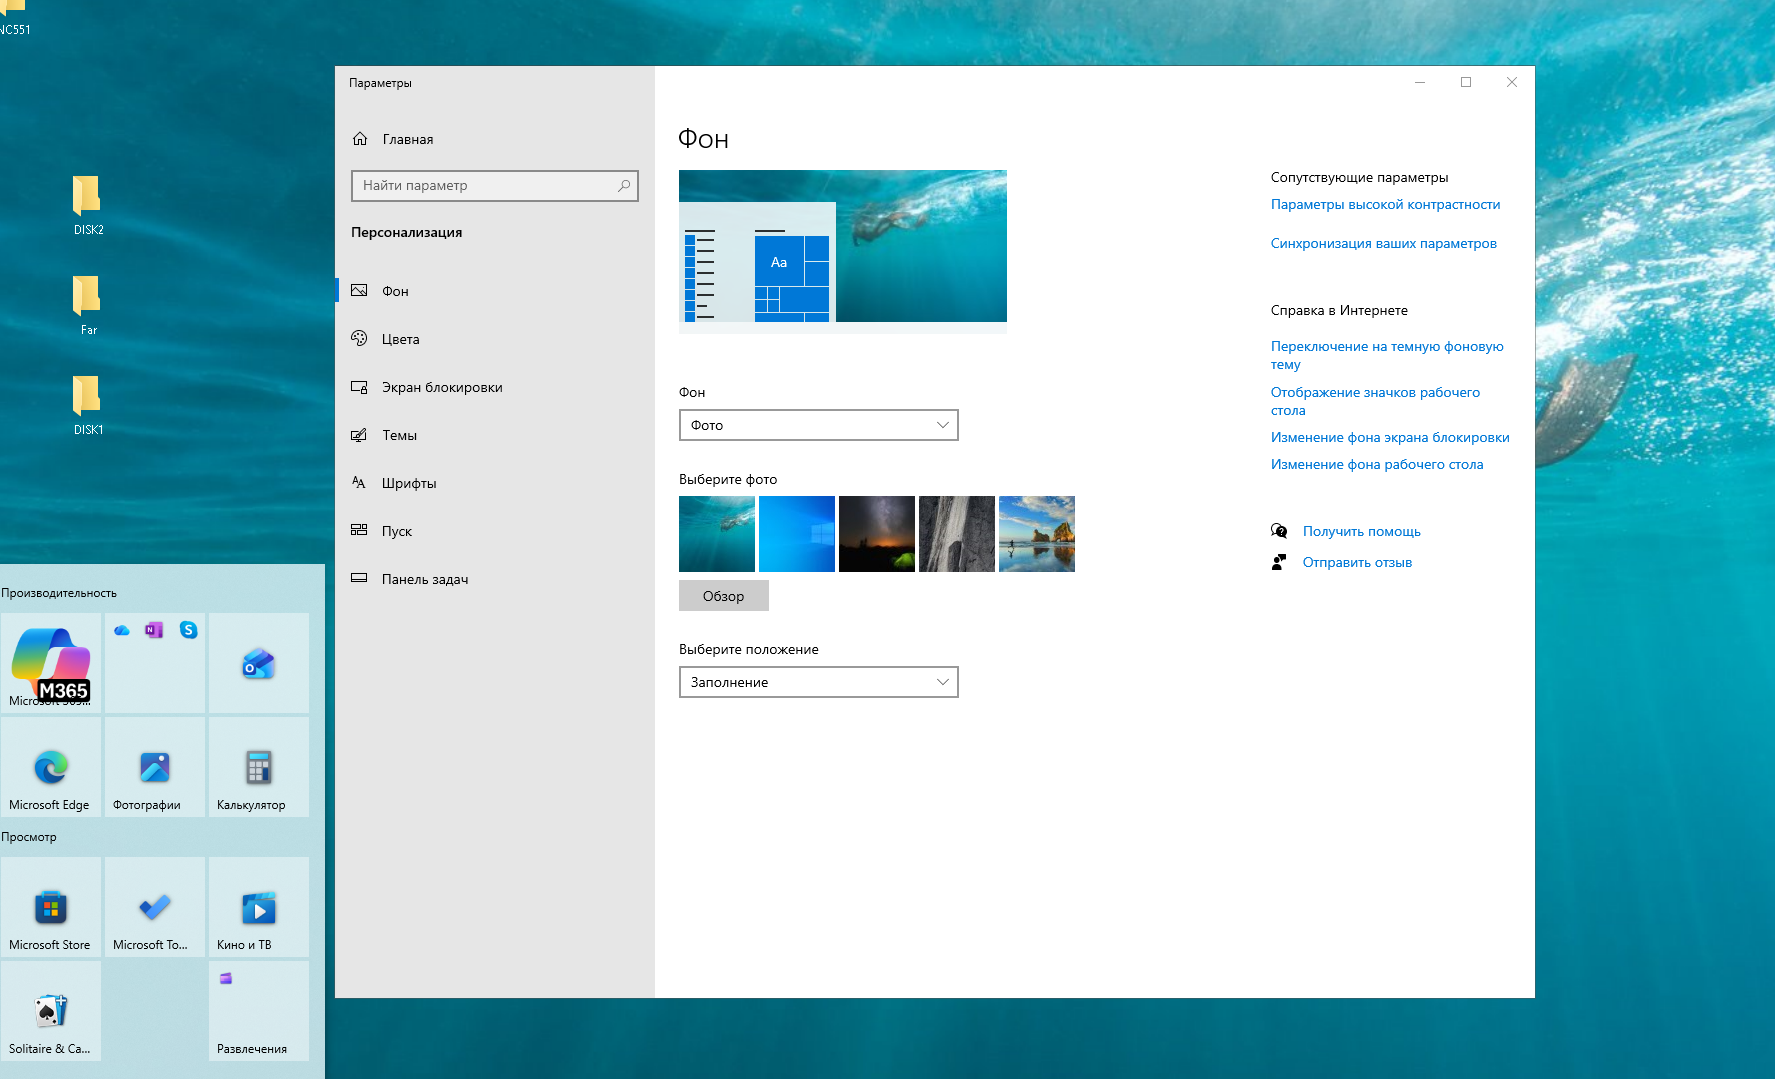 NC551
DISK2
Far
DISK1
Параметры
Главная
Найти параметр
Персонализация
Фон
Цвета
Экран блокировки
Темы
Шрифты
Пуск
Панель задач
Фон
Aa
Фон
Фото
Выберите фото
Обзор
Выберите положение
Заполнение
Сопутствующие параметры
Параметры высокой контрастности
Синхронизация ваших параметров
Справка в Интернете
Переключение на темную фоновую
тему
Отображение значков рабочего
стола
Изменение фона экрана блокировки
Изменение фона рабочего стола
Получить помощь
Отправить отзыв
Производительность
M365
Microsoft 365...
Microsoft Edge
Фотографии
Калькулятор
Просмотр
Microsoft Store
Microsoft To...
Кино и ТВ
Solitaire & Ca...
Развлечения